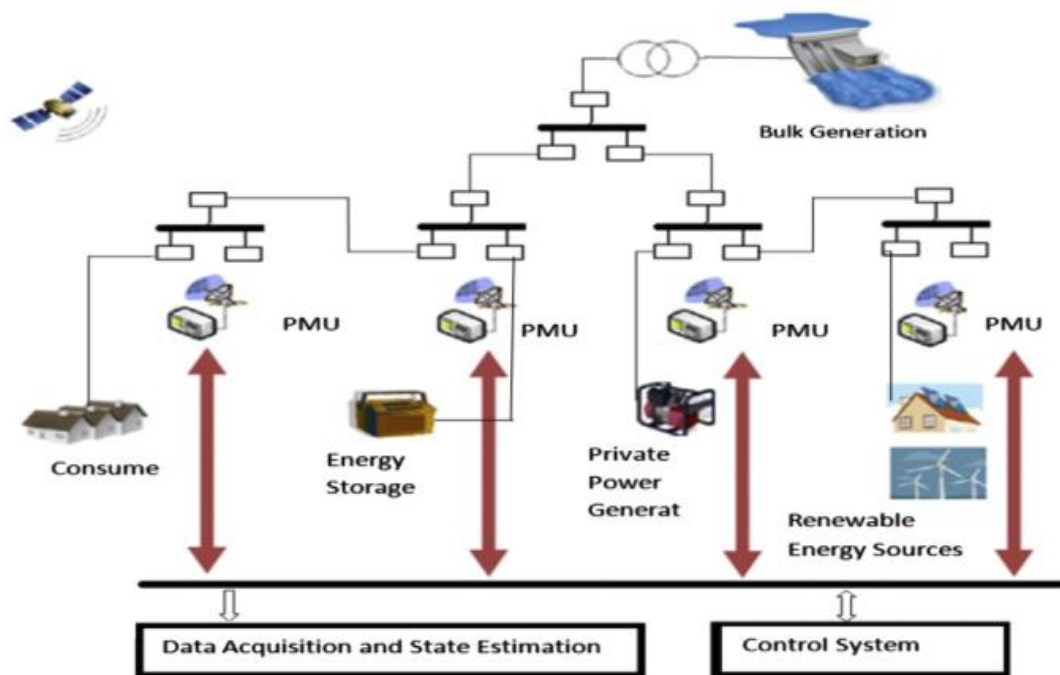 Bulk Generation
PMU
PMU
PMU
PMU
Consume
Energy
Storage
Private
Power
Generat
Renewable
Energy Sources
Data Acquisition and State Estimation
Control System